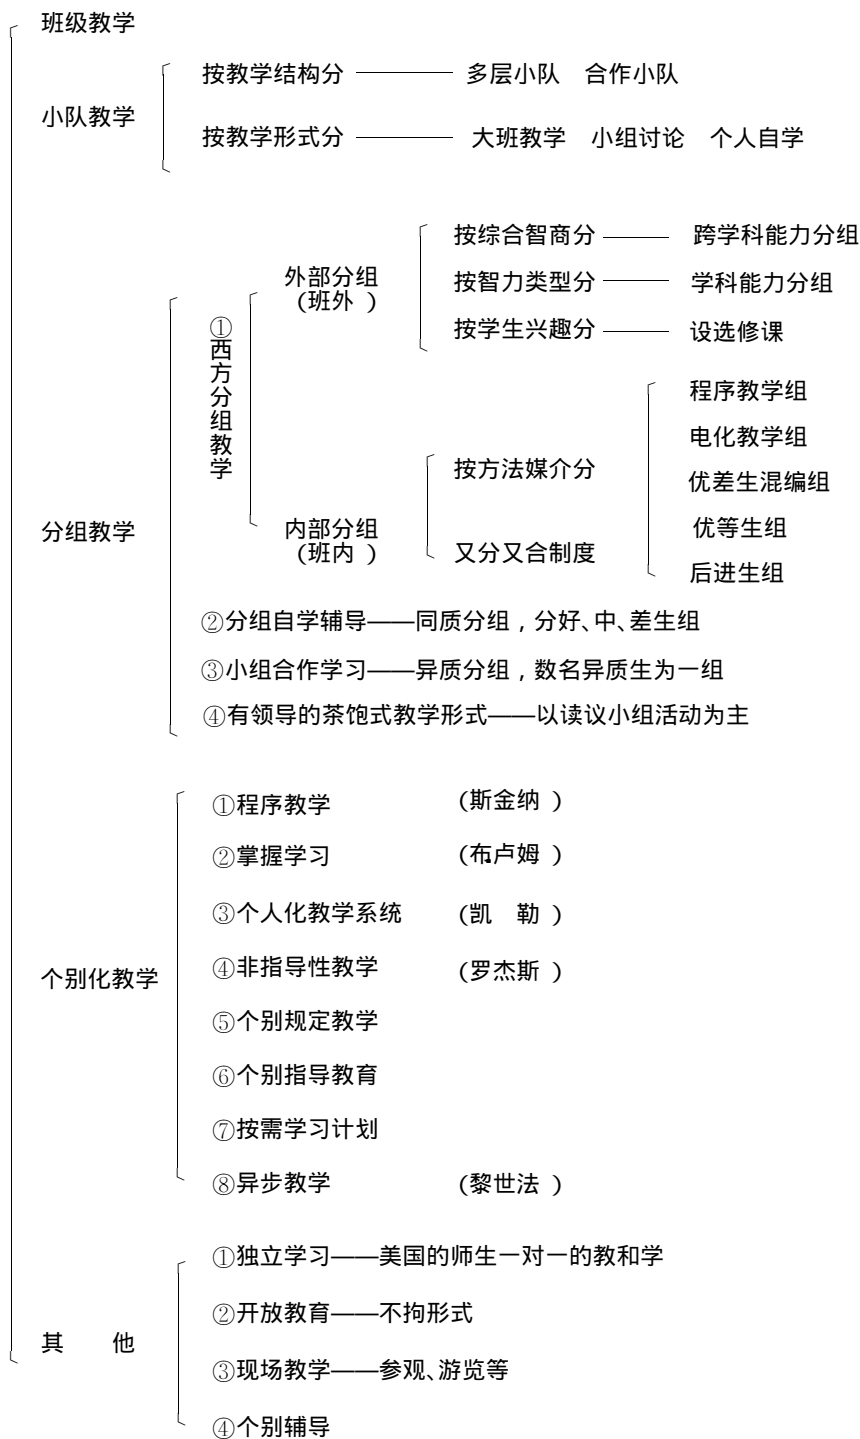 班级教学
小队教学
按教学结构分——多层小队 合作小队
按教学形式分——大班教学 小组讨论 个人自学
分组教学
①西方分组教学
外部分组
(班外)
按综合智商分——跨学科能力分组
按智力类型分——学科能力分组
按学生兴趣分——设选修课
内部分组
(班内)
按方法媒介分
又分又合制度
程序教学组
电化教学组
优差生混编组
优等生组
后进生组
②分组自学辅导——同质分组,分好、中、差生组
③小组合作学习——异质分组,数名异质生为一组
④有领导的茶饱式教学形式——以读议小组活动为主
个别化教学
①程序教学 (斯金纳)
②掌握学习 (布卢姆)
③个人化教学系统 (凯 勒)
④非指导性教学 (罗杰斯)
⑤个别规定教学
⑥个别指导教育
⑦按需学习计划
⑧异步教学 (黎世法)
其 他
①独立学习——美国的师生一对一的教和学
②开放教育——不拘形式
③现场教学——参观、游览等
④个别辅导